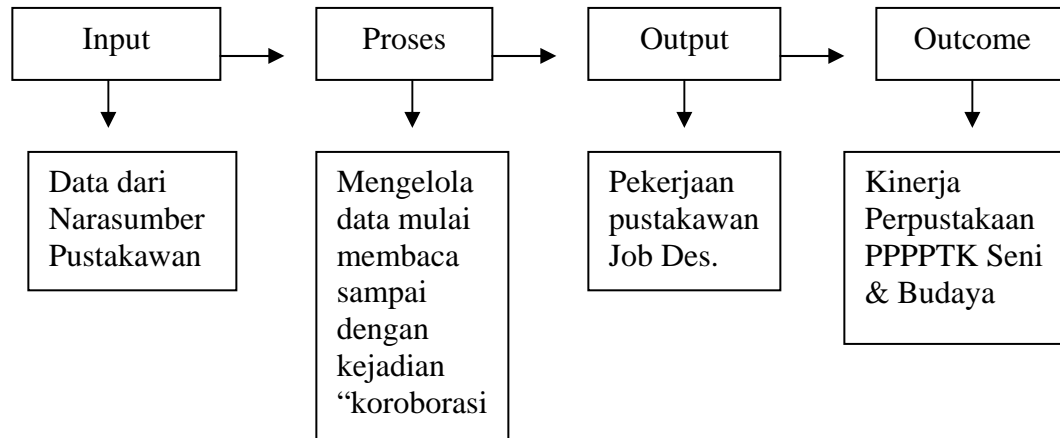 Input
Proses
Output
Outcome
Data dari
Narasumber
Pustakawan
Mengelola
data mulai
membaca
sampai
dengan
kejadian
“koroborasi
Pekerjaan
pustakawan
Job Des.
Kinerja
Perpustakaan
PPPPTK Seni
& Budaya